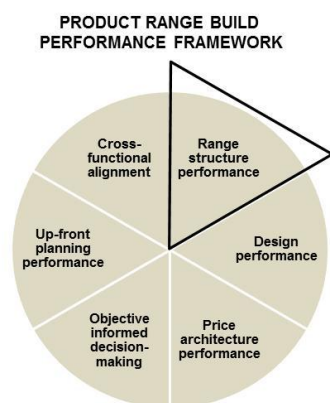 PRODUCT RANGE BUILD
PERFORMANCE FRAMEWORK
Cross-
functional
alignment
Range
structure
performance
Up-front
planning
performance
Design
performance
Objective
informed
decision-
making
Price
architecture
performance